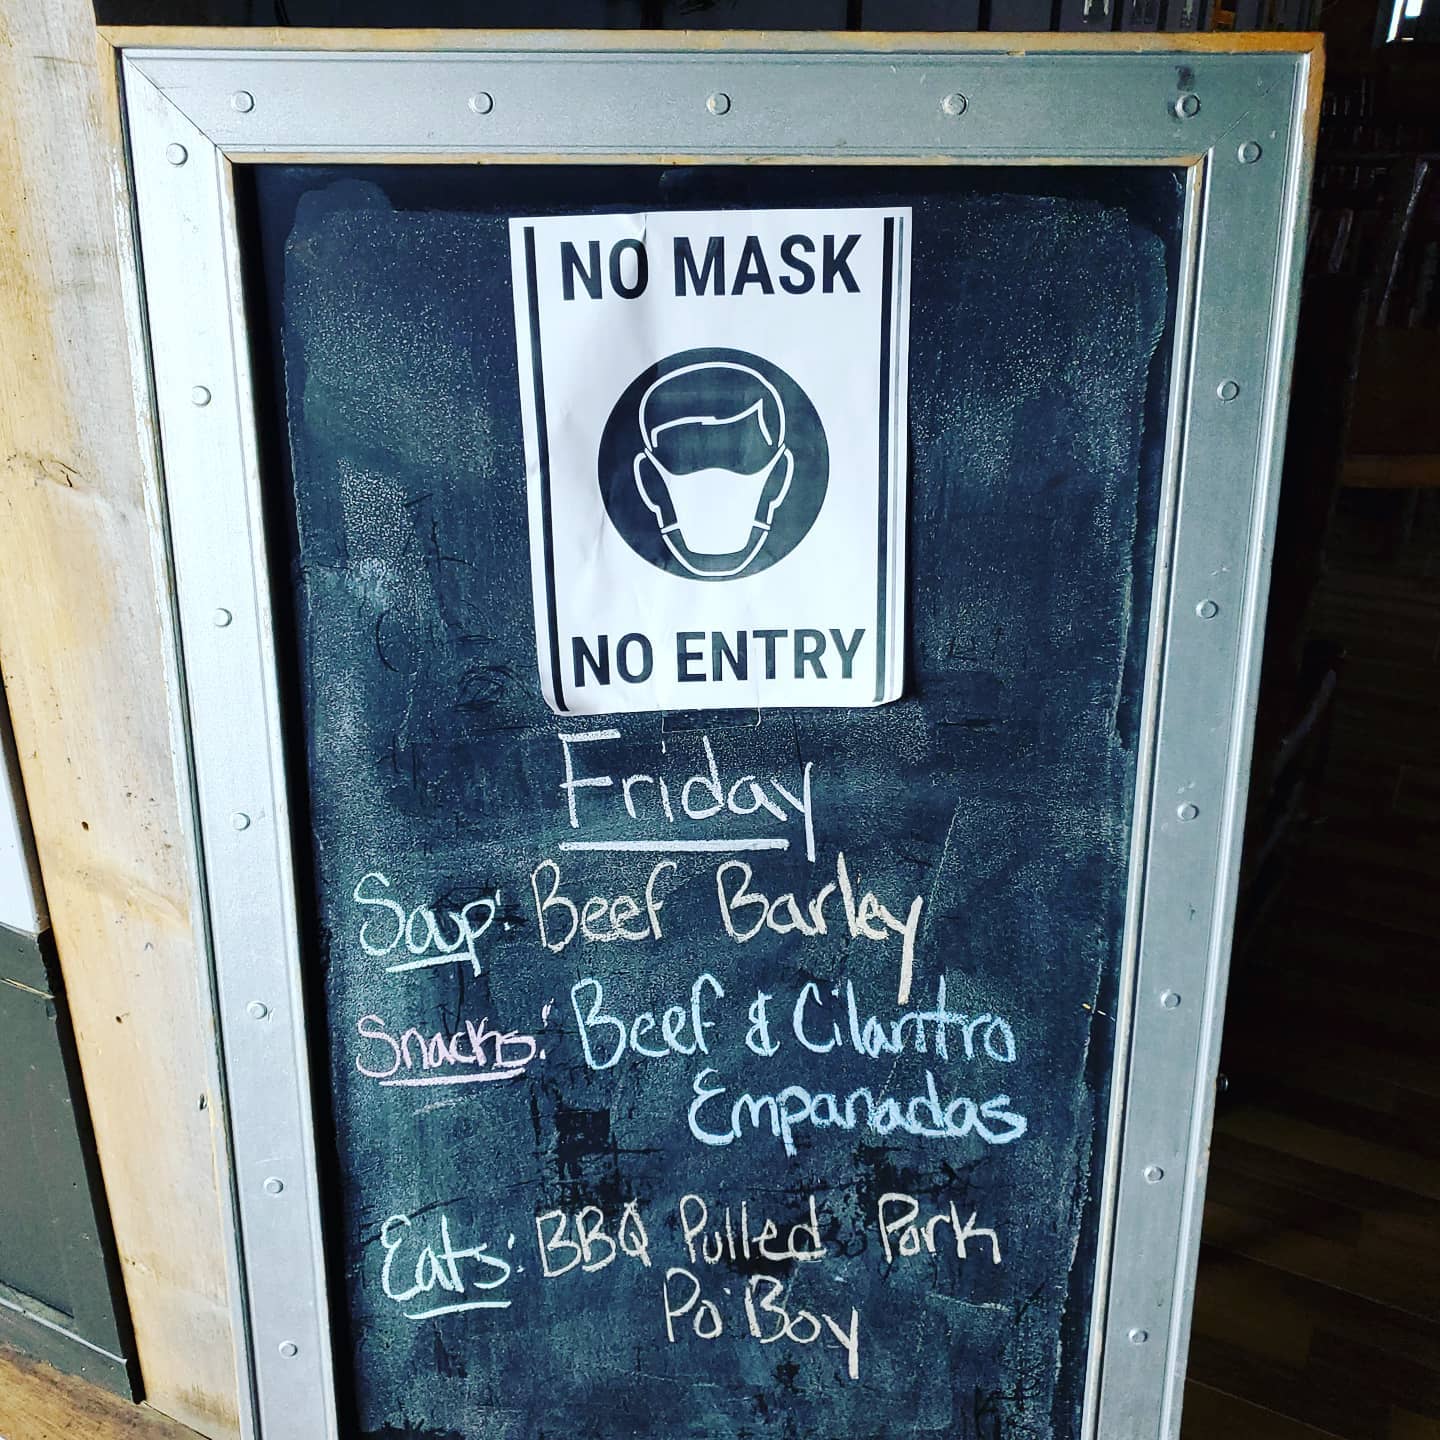 NO MASK
NO ENTRY
Friday
Soup: Beef Barley
Snacks: Beef & Cilantro
Empanadas
Eats: BBQ Pulled Pork
Po' Boy